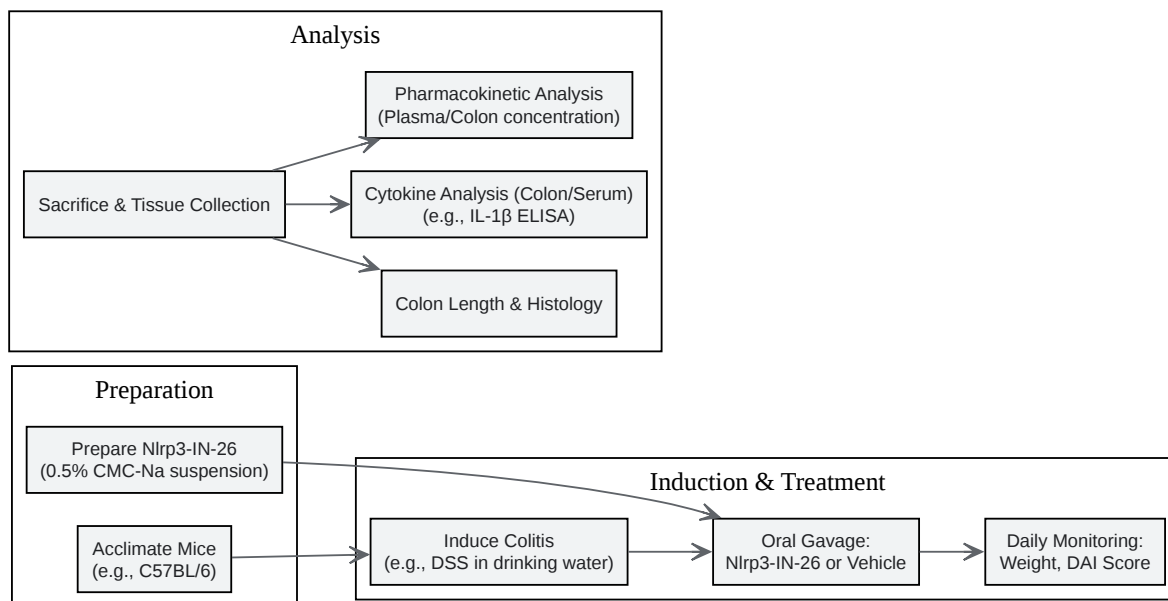 Analysis
Pharmacokinetic Analysis
(Plasma/Colon concentration)
Sacrifice & Tissue Collection
Cytokine Analysis (Colon/Serum)
(e.g., IL-1β ELISA)
Colon Length & Histology
Preparation
Prepare Nlrp3-IN-26
(0.5% CMC-Na suspension)
Acclimate Mice
(e.g., C57BL/6)
Induction & Treatment
Induce Colitis
(e.g., DSS in drinking water)
Oral Gavage:
Nlrp3-IN-26 or Vehicle
Daily Monitoring:
Weight, DAI Score